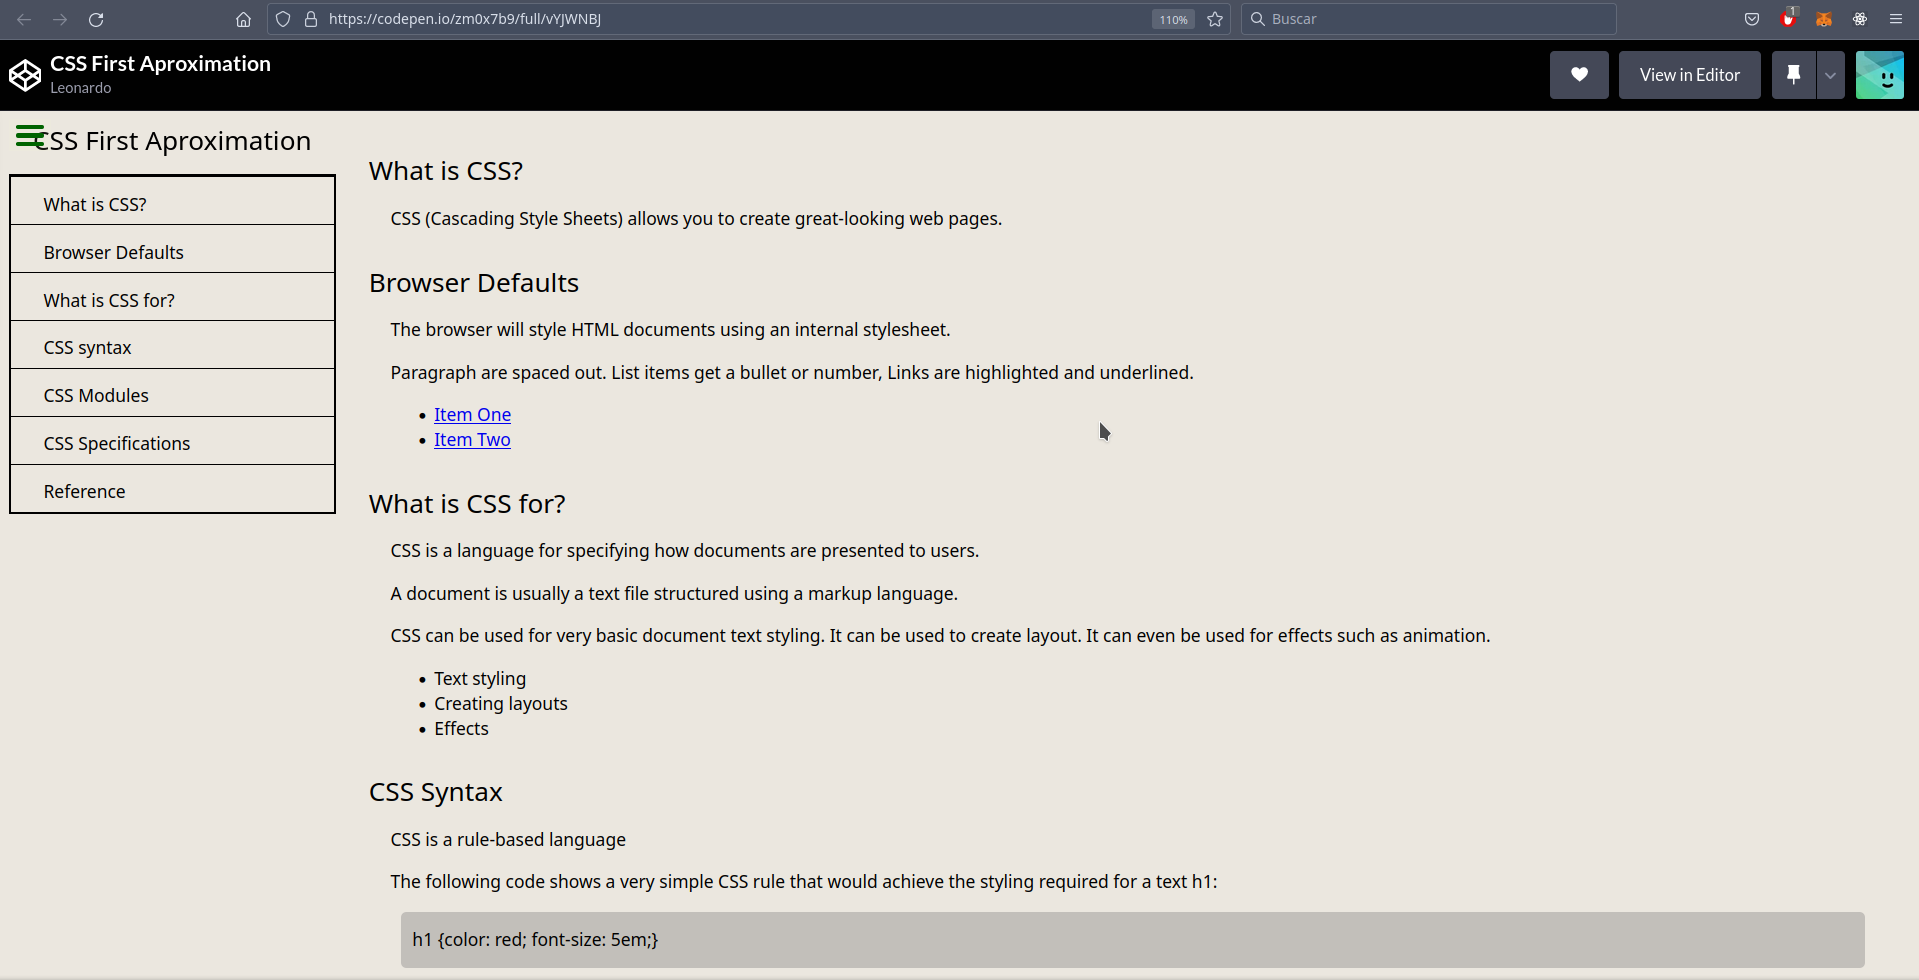 https://codepen.io/zm0x7b9/full/vYJWNBJ
110%
Buscar
1
CSS First Aproximation
Leonardo
View in Editor
CSS First Aproximation
What is CSS?
Browser Defaults
What is CSS for?
CSS syntax
CSS Modules
CSS Specifications
Reference
What is CSS?
CSS (Cascading Style Sheets) allows you to create great-looking web pages.
Browser Defaults
The browser will style HTML documents using an internal stylesheet.
Paragraph are spaced out. List items get a bullet or number, Links are highlighted and underlined.
• Item One
• Item Two
What is CSS for?
CSS is a language for specifying how documents are presented to users.
A document is usually a text file structured using a markup language.
CSS can be used for very basic document text styling. It can be used to create layout. It can even be used for effects such as animation.
• Text styling
• Creating layouts
• Effects
CSS Syntax
CSS is a rule-based language
The following code shows a very simple CSS rule that would achieve the styling required for a text h1:
h1 {color: red; font-size: 5em;}